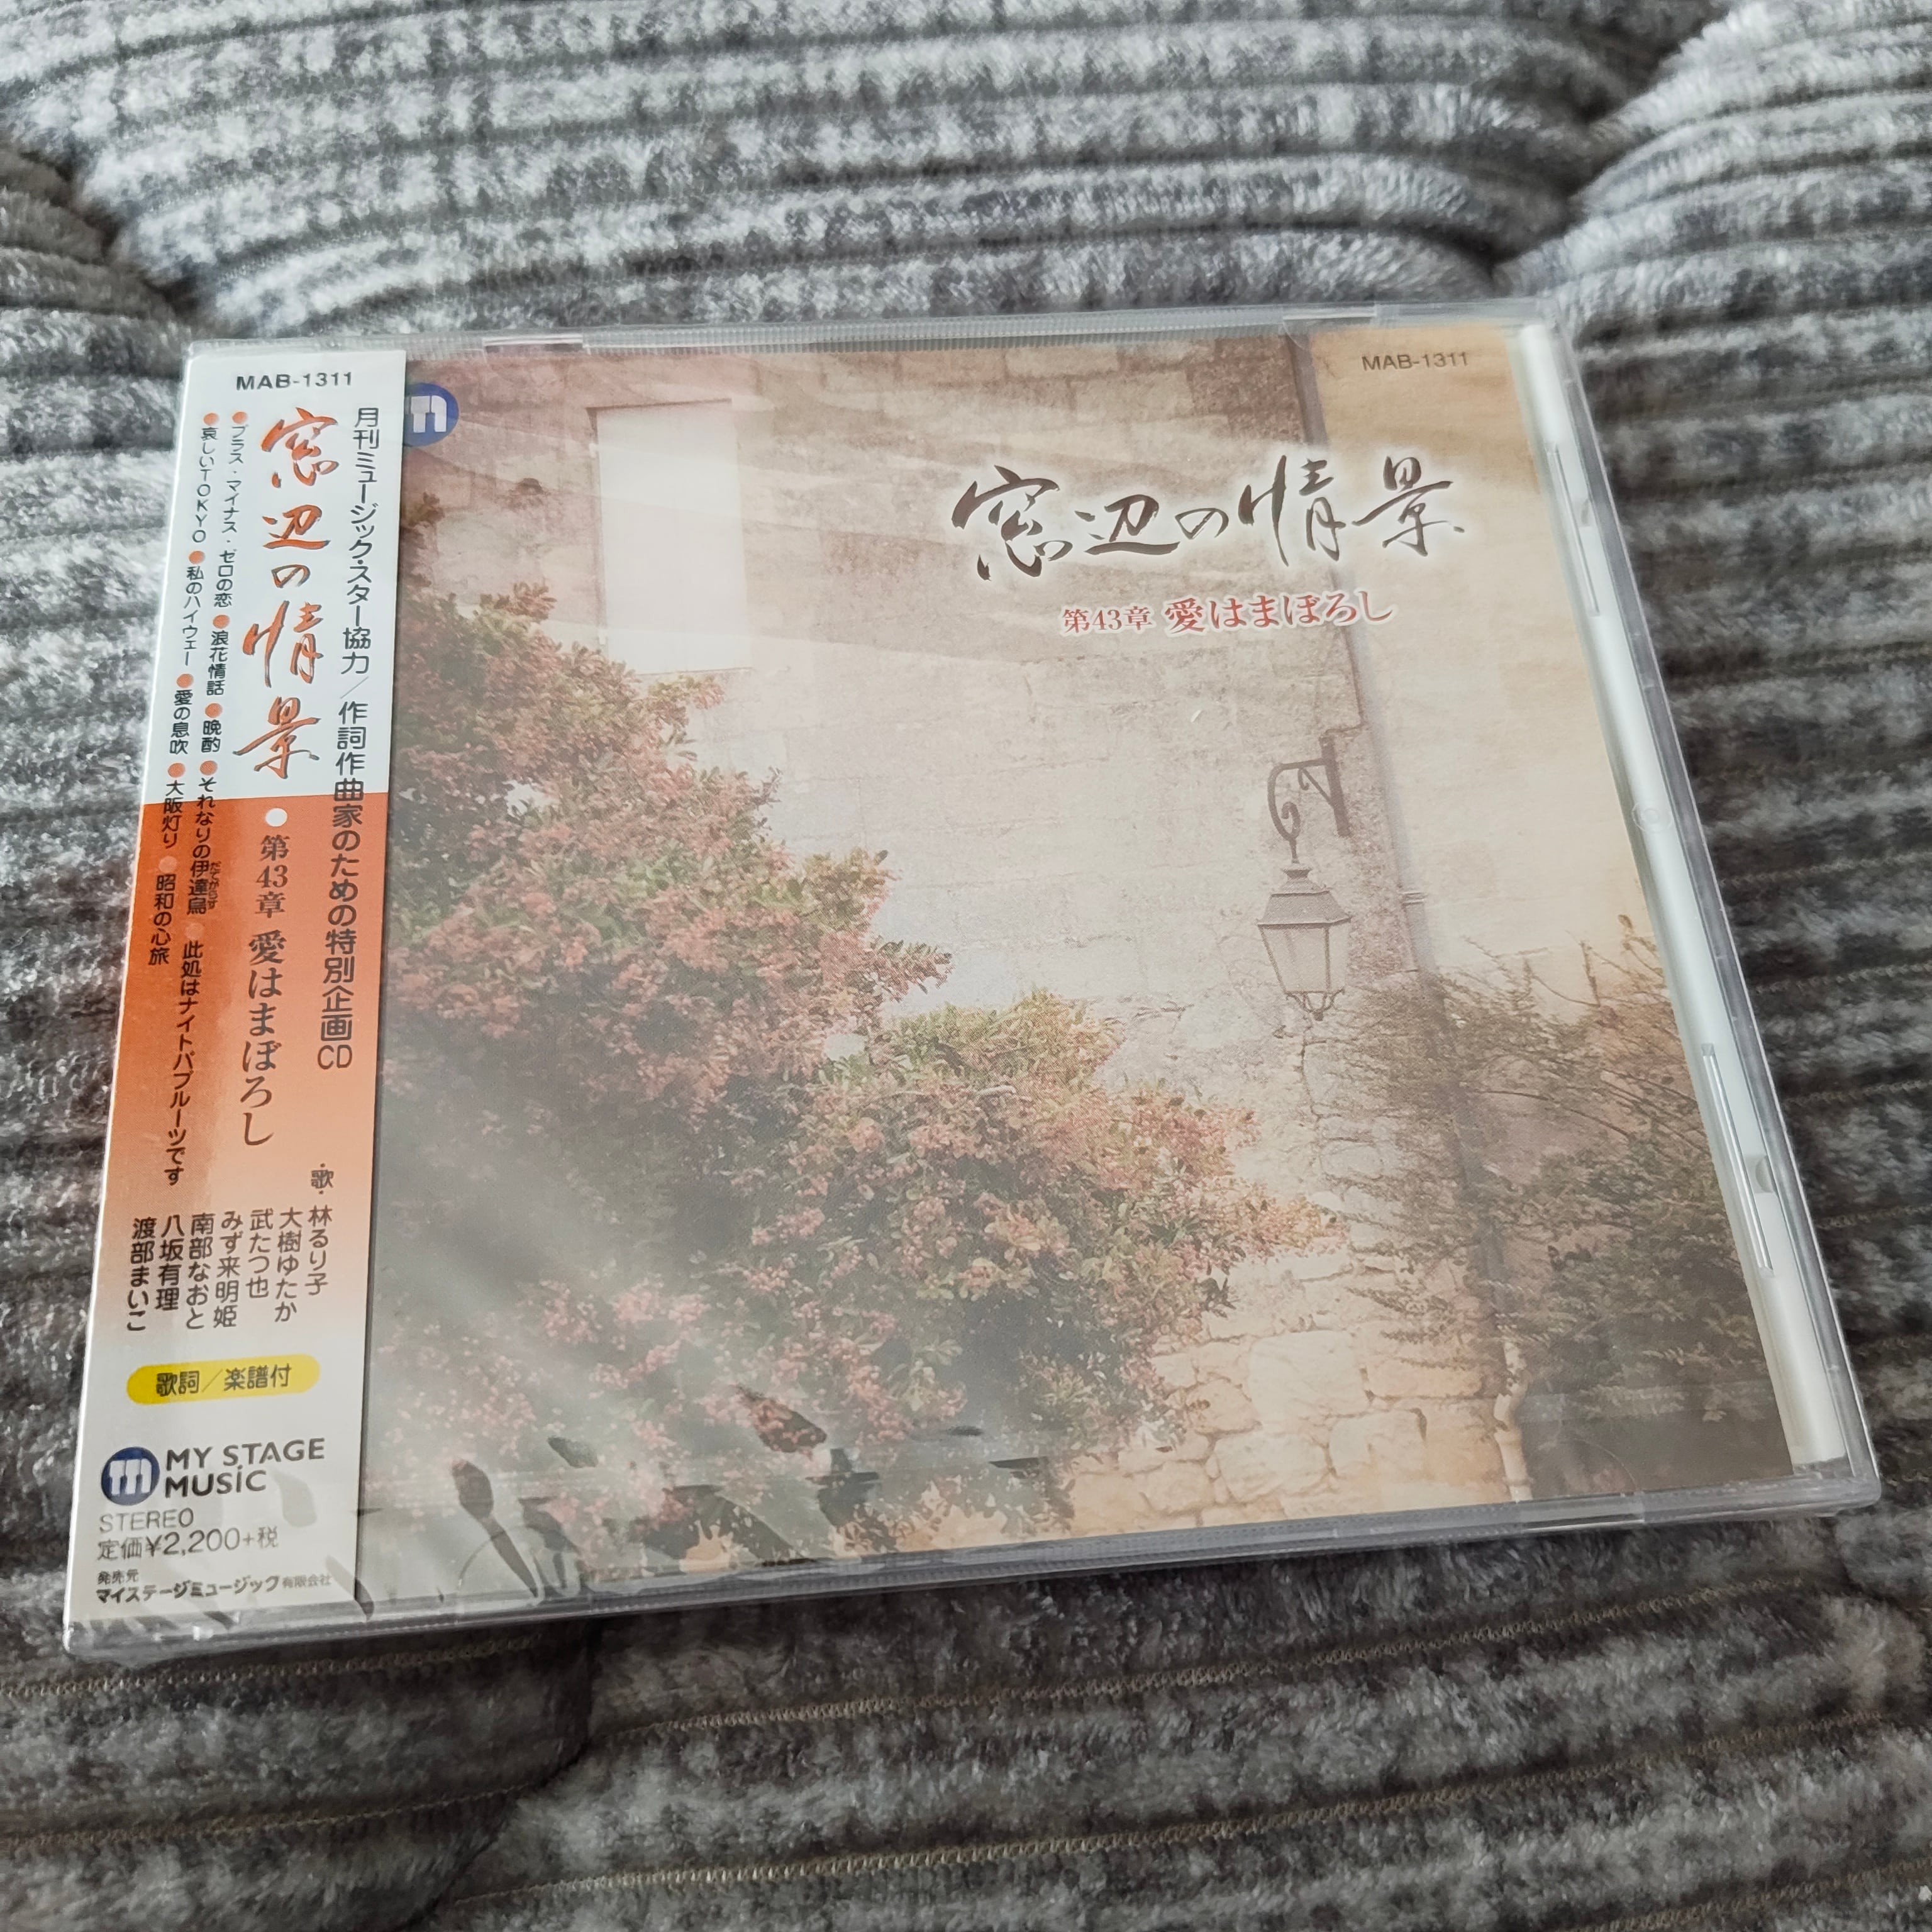 MAB-1311
月刊ミュージック・スター協力／作詞作曲家のための特別企画CD
窓辺の情景
●第43章 愛はまぼろし
●プラス・マイナス・ゼロの恋 ●浪花情話 ●晩酌 ●それなりの伊達烏 ●此処はナイトパブルーツです
だてがらす
●哀しいTOKYO ●私のハイウェー ●愛の息吹 ●大阪灯り ●昭和の心旅
・歌・
林るり子
大樹ゆたか
武たつ也
みず来明姫
南部なおと
八坂有理
渡部まいこ
歌詞／楽譜付
MY STAGE
MUSIC
STEREO
定価¥2,200+税
発売元
マイステージミュージック有限会社
MAB-1311
窓辺の情景
第43章 愛はまぼろし